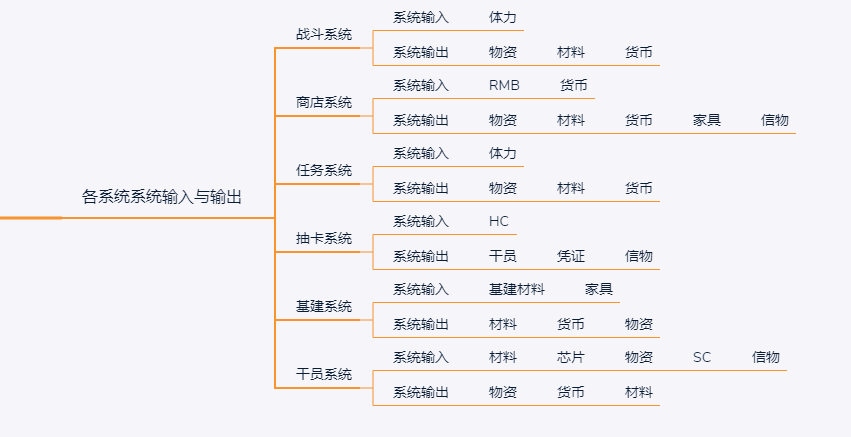 战斗系统
系统输入 体力
系统输出 物资 材料 货币
商店系统
系统输入 RMB 货币
系统输出 物资 材料 货币 家具 信物
各系统系统输入与输出
任务系统
系统输入 体力
系统输出 物资 材料 货币
抽卡系统
系统输入 HC
系统输出 干员 凭证 信物
基建系统
系统输入 基建材料 家具
系统输出 材料 货币 物资
干员系统
系统输入 材料 芯片 物资 SC 信物
系统输出 物资 货币 材料